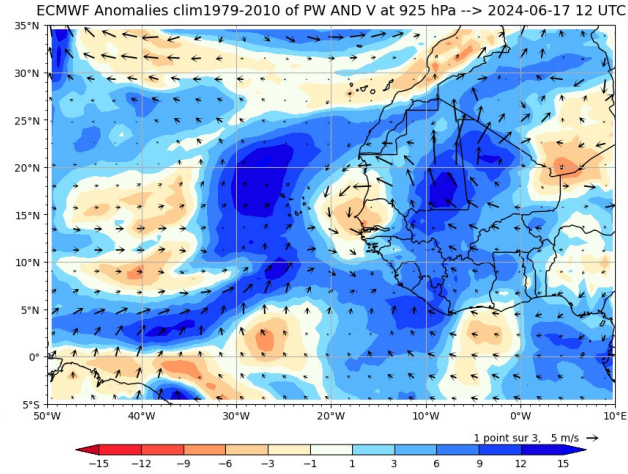 ECMWF Anomalies clim1979-2010 of PW AND V at 925 hPa --> 2024-06-17 12 UTC
35°N
30°N
25°N
20°N
15°N
10°N
5°N
0°
5°S
50°W 40°W 30°W 20°W 10°W 0°W 10°E
1 point sur 3, 5 m/s
−15 −12 −9 −6 −3 −1 1 3 6 9 12 15